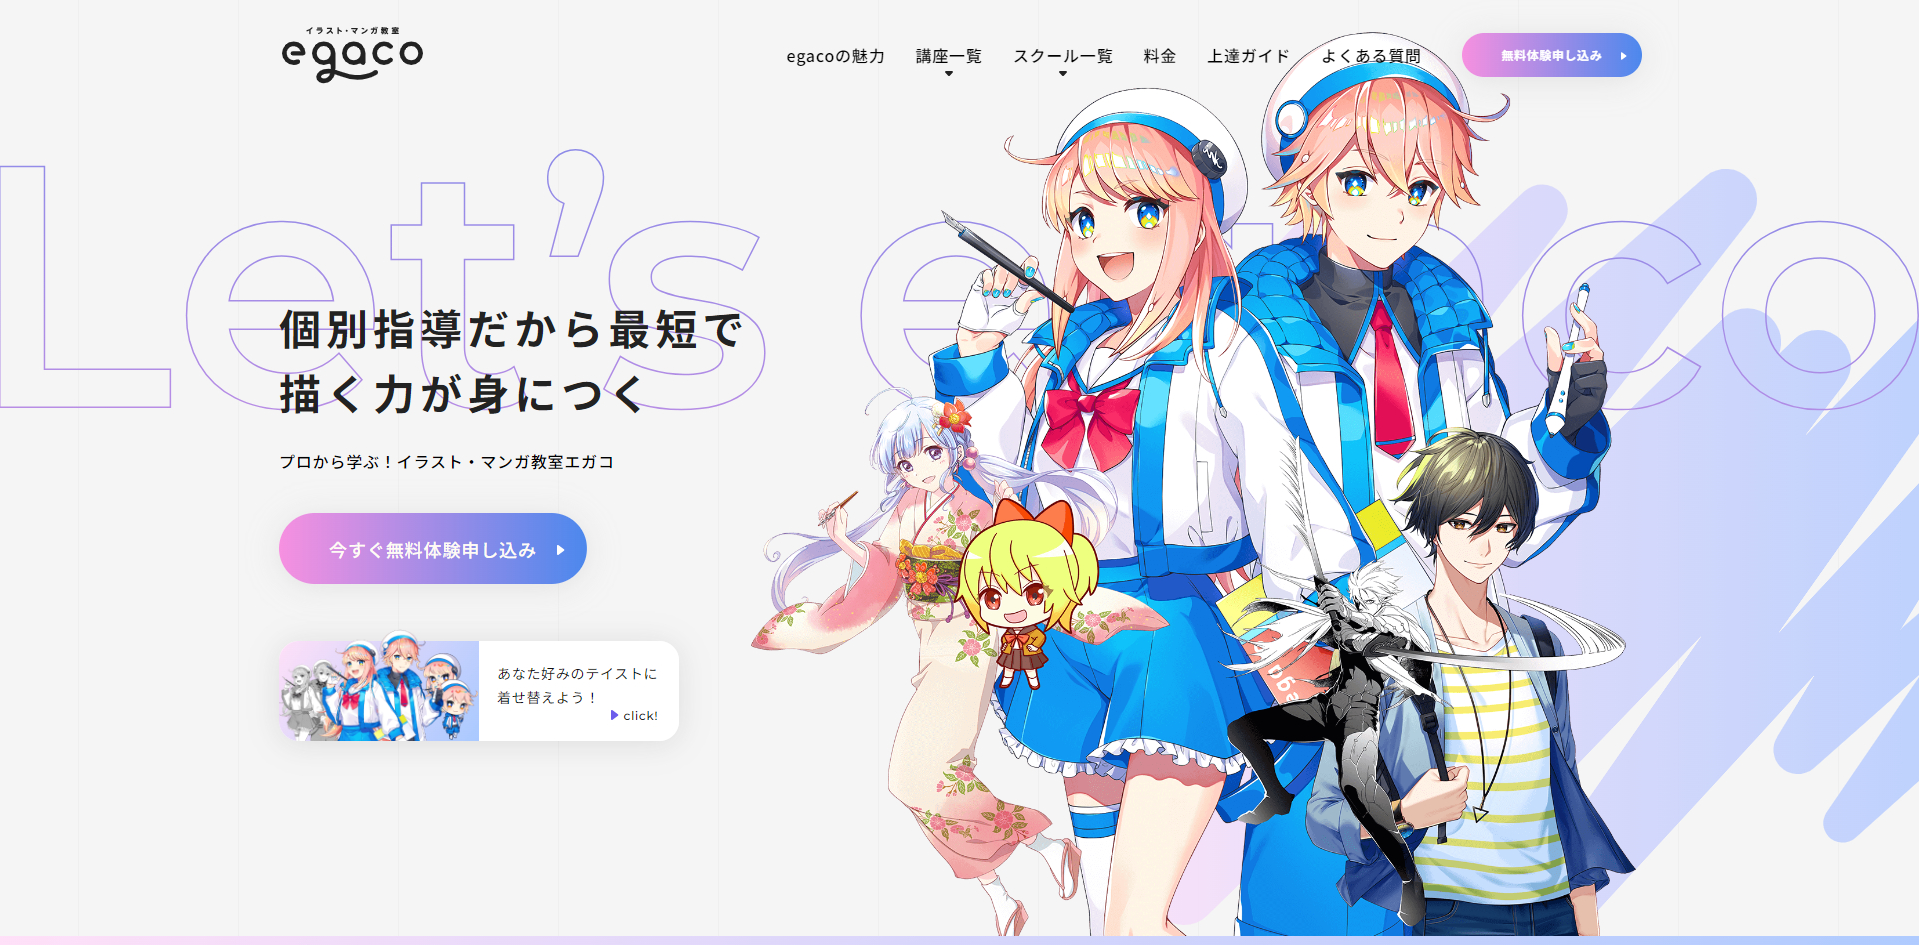 イラスト・マンガ教室
egaco
egacoの魅力
講座一覧
スクール一覧
料金
上達ガイド
よくある質問
無料体験申し込み
Let's egaco
個別指導だから最短で
描く力が身につく
プロから学ぶ！イラスト・マンガ教室エガコ
今すぐ無料体験申し込み
あなた好みのテイストに
着せ替えよう！
click!